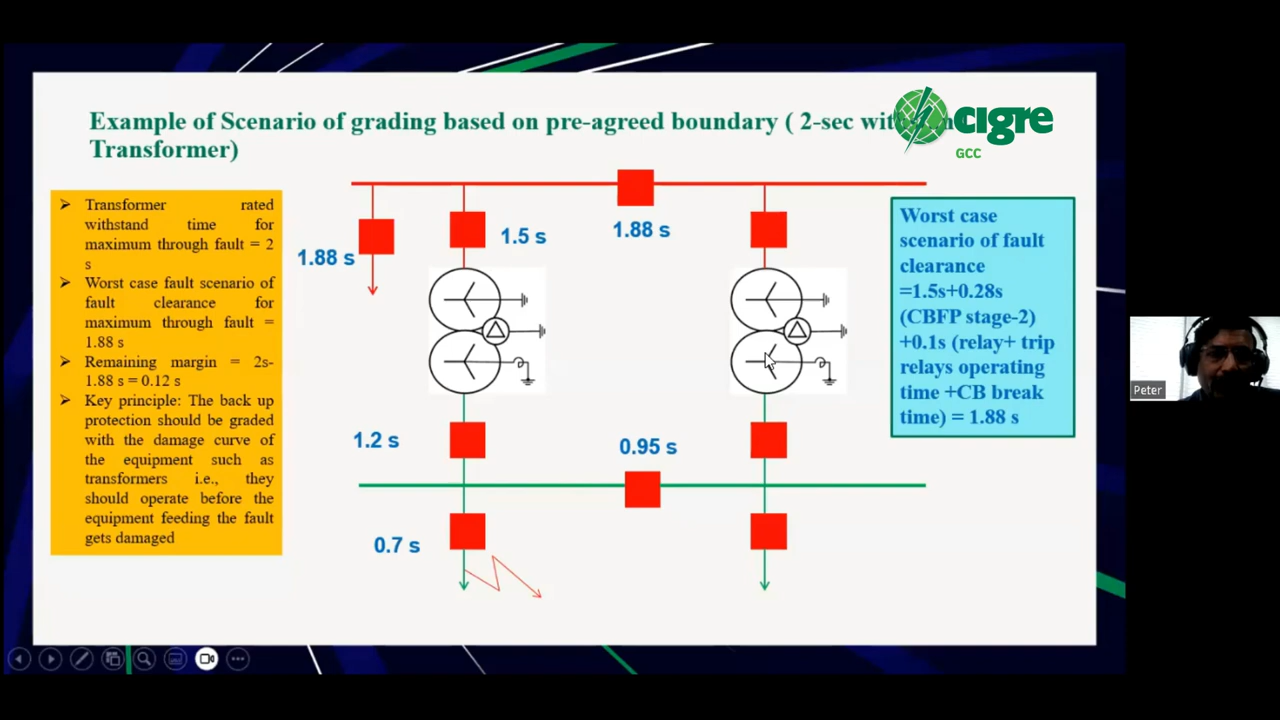 Example of Scenario of grading based on pre-agreed boundary ( 2-sec
Transformer)
cigre
GCC
Transformer rated
withstand time for
maximum through fault = 2
s
Worst case fault scenario of
fault clearance for
maximum through fault =
1.88 s
Remaining margin = 2s-
1.88 s = 0.12 s
Key principle: The back up
protection should be graded
with the damage curve of
the equipment such as
transformers i.e., they
should operate before the
equipment feeding the fault
gets damaged
1.88 s
1.5 s
1.88 s
1.2 s
0.95 s
0.7 s
Worst case
scenario of fault
clearance
=1.5s+0.28s
(CBFP stage-2)
+0.1s (relay+ trip
relays operating
time +CB break
time) = 1.88 s
Peter